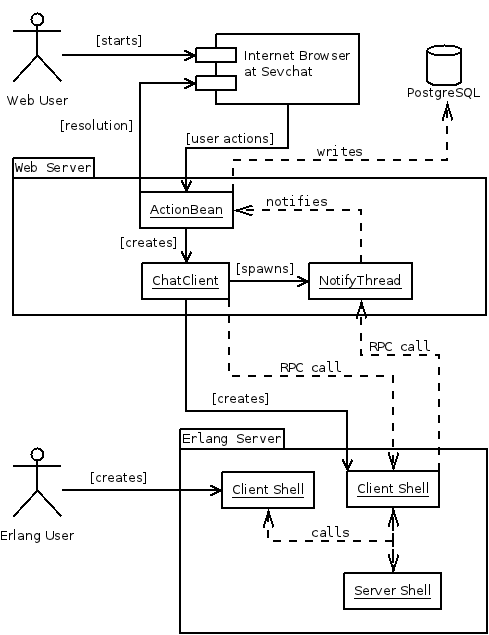 [starts]
Internet Browser
at Sevchat
Web User
PostgreSQL
[resolution]
[user actions]
writes
Web Server
ActionBean
notifies
[creates]
ChatClient
[spawns]
NotifyThread
RPC call
RPC call
[creates]
Erlang Server
[creates]
Client Shell
Client Shell
Erlang User
calls
Server Shell